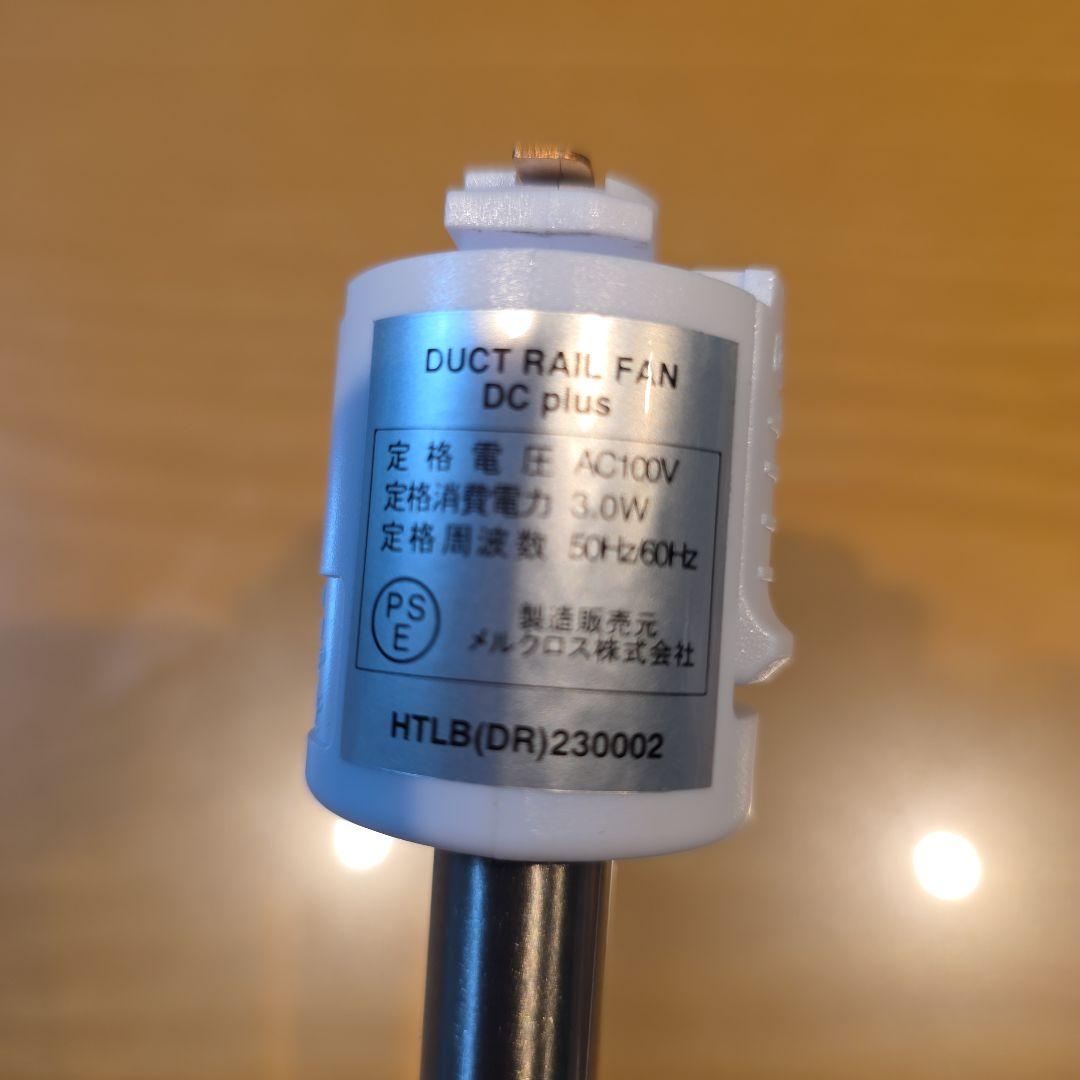 DUCT RAIL FAN
DC plus
定格電圧 AC100V
定格消費電力 3.0W
定格周波数 50Hz/60Hz
PS
E
製造販売元
メルクロス株式会社
HTLB(DR)230002